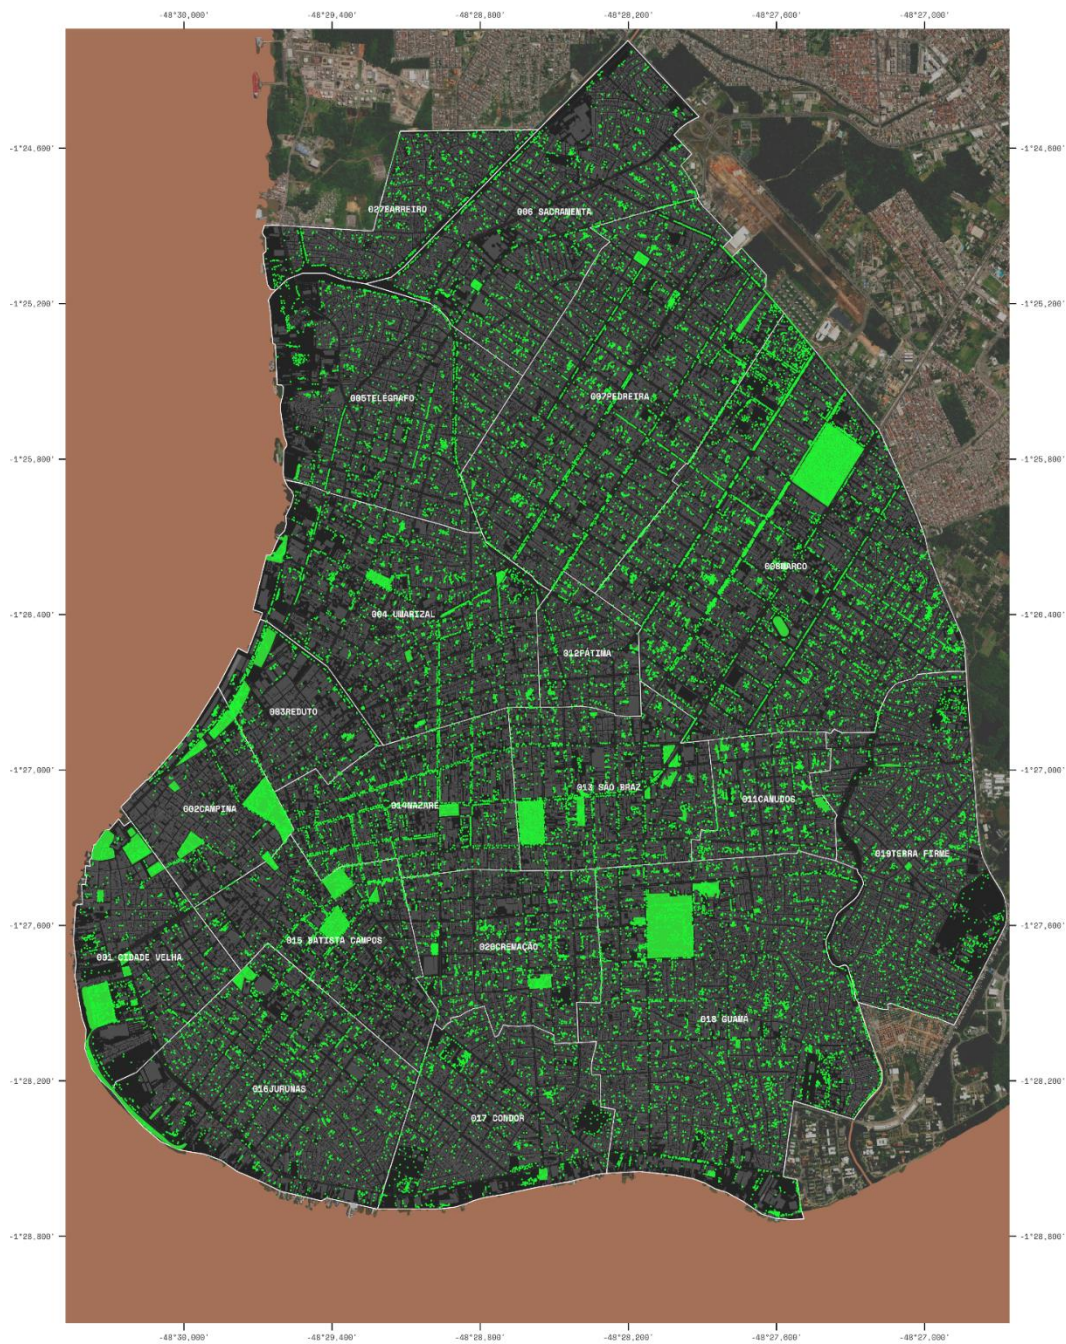 -48°30,000' -48°29,400' -48°28,800' -48°28,200' -48°27,600' -48°27,000'
-1°24,600' -1°24,600'
027BARREIRO
006 SACRAMENTA
-1°25,200' -1°25,200'
005TELÉGRAFO
007PEDREIRA
-1°25,800' -1°25,800'
008MARCO
004 UMARIZAL
-1°26,400' -1°26,400'
012FÁTIMA
003REDUTO
-1°27,000' -1°27,000'
013 SÃO BRAZ
011CANUDOS
002CAMPINA
014NAZARÉ
019TERRA FIRME
-1°27,600' -1°27,600'
015 BATISTA CAMPOS
020CREMAÇÃO
001 CIDADE VELHA
018 GUAMÁ
-1°28,200' -1°28,200'
016JURUNAS
017 CONDOR
-1°28,800' -1°28,800'
-48°30,000' -48°29,400' -48°28,800' -48°28,200' -48°27,600' -48°27,000'